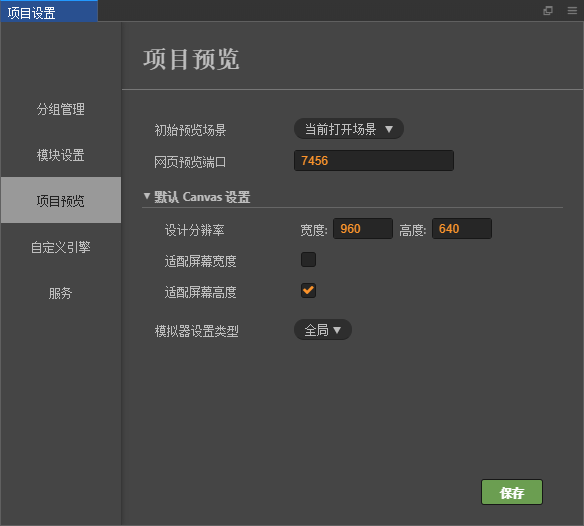 项目设置
项目预览
分组管理
模块设置
项目预览
自定义引擎
服务
初始预览场景 当前打开场景
网页预览端口 7456
默认 Canvas 设置
设计分辨率 宽度: 960 高度: 640
适配屏幕宽度
适配屏幕高度
模拟器设置类型 全局
保存